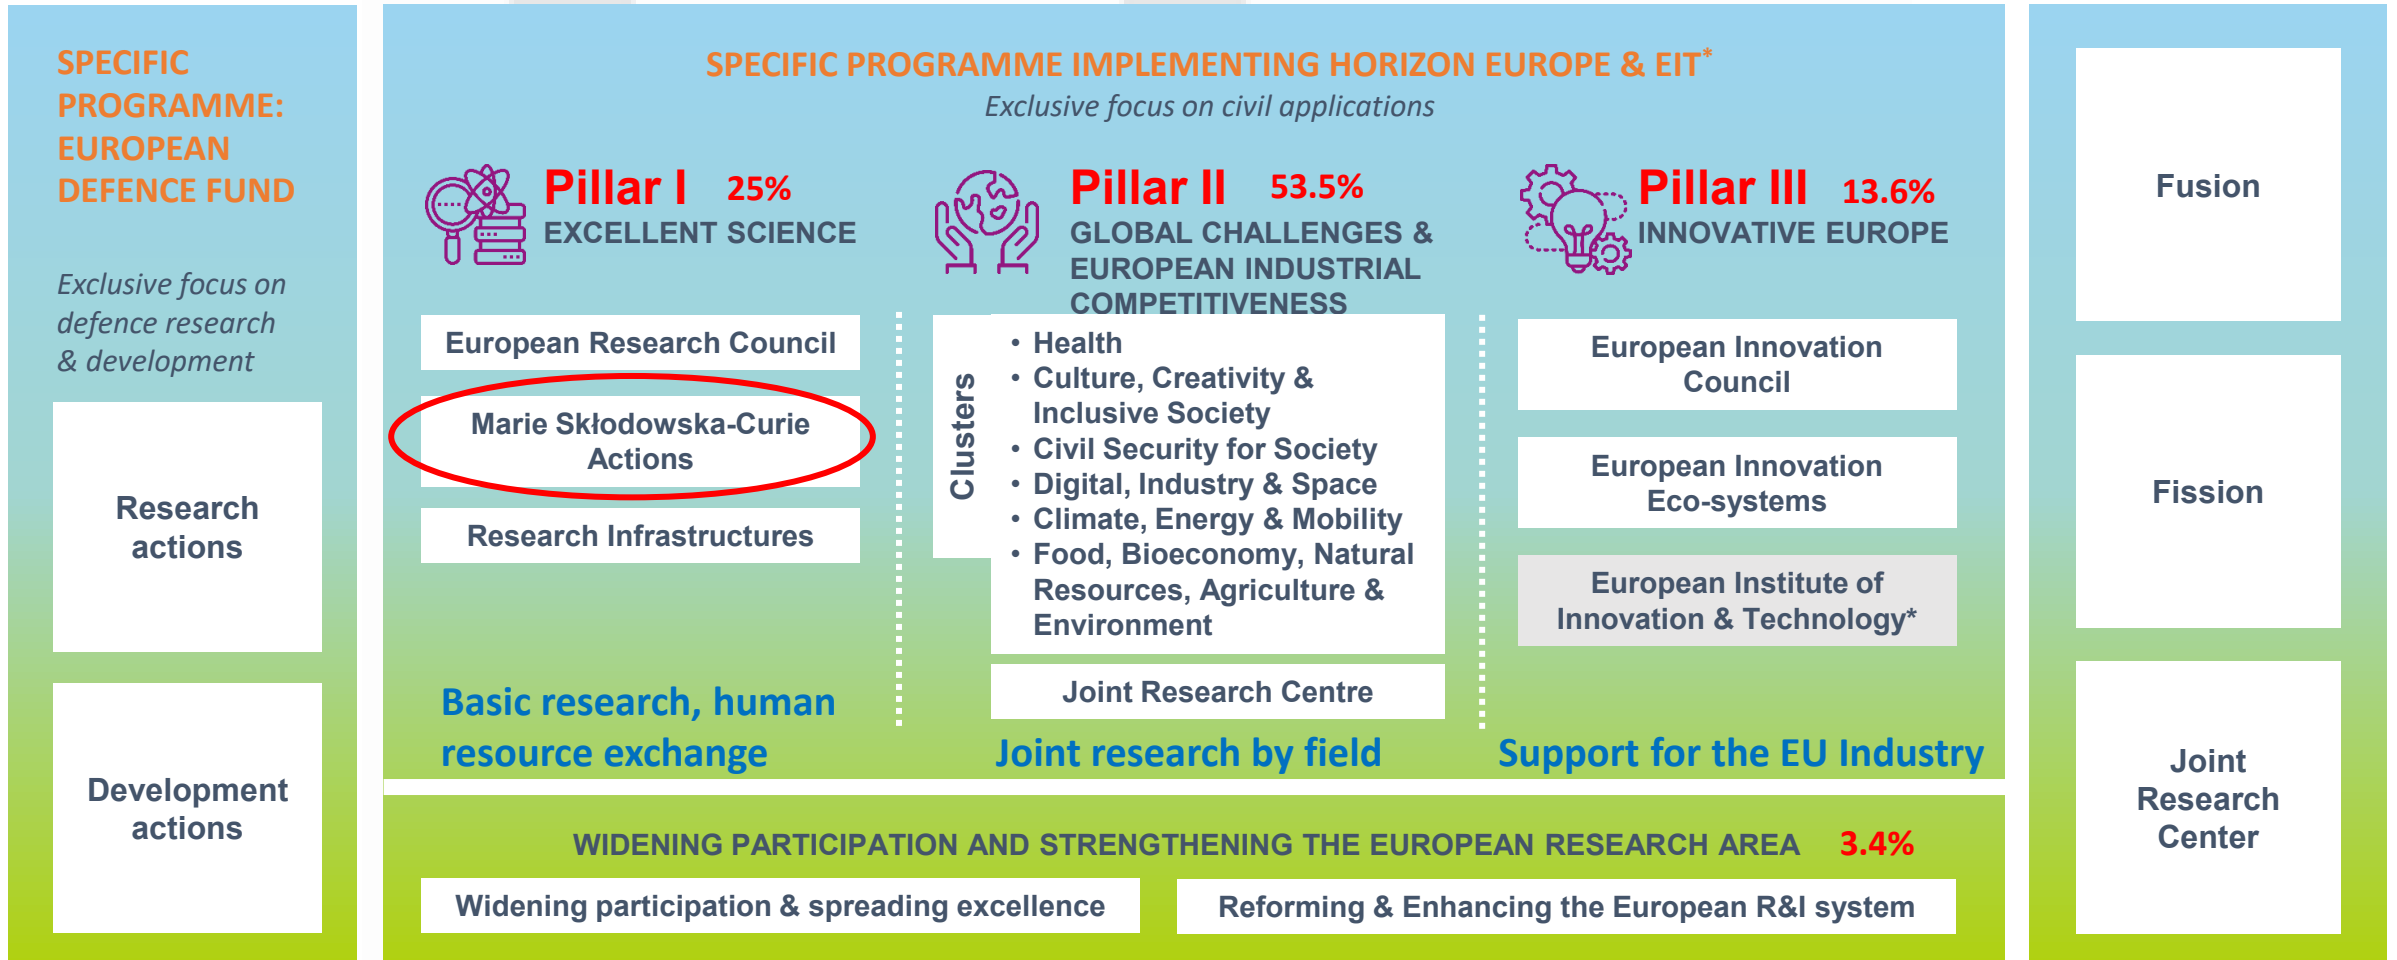 SPECIFIC
PROGRAMME:
EUROPEAN
DEFENCE FUND
Exclusive focus on
defence research
& development
Research
actions
Development
actions
SPECIFIC PROGRAMME IMPLEMENTING HORIZON EUROPE & EIT*
Exclusive focus on civil applications
Pillar I 25%
EXCELLENT SCIENCE
European Research Council
Marie Skłodowska-Curie
Actions
Research Infrastructures
Basic research, human
resource exchange
Pillar II 53.5%
GLOBAL CHALLENGES &
EUROPEAN INDUSTRIAL
COMPETITIVENESS
Clusters
• Health
• Culture, Creativity &
Inclusive Society
• Civil Security for Society
• Digital, Industry & Space
• Climate, Energy & Mobility
• Food, Bioeconomy, Natural
Resources, Agriculture &
Environment
Joint Research Centre
Joint research by field
Pillar III 13.6%
INNOVATIVE EUROPE
European Innovation
Council
European Innovation
Eco-systems
European Institute of
Innovation & Technology*
Support for the EU Industry
WIDENING PARTICIPATION AND STRENGTHENING THE EUROPEAN RESEARCH AREA 3.4%
Widening participation & spreading excellence
Reforming & Enhancing the European R&I system
Fusion
Fission
Joint
Research
Center